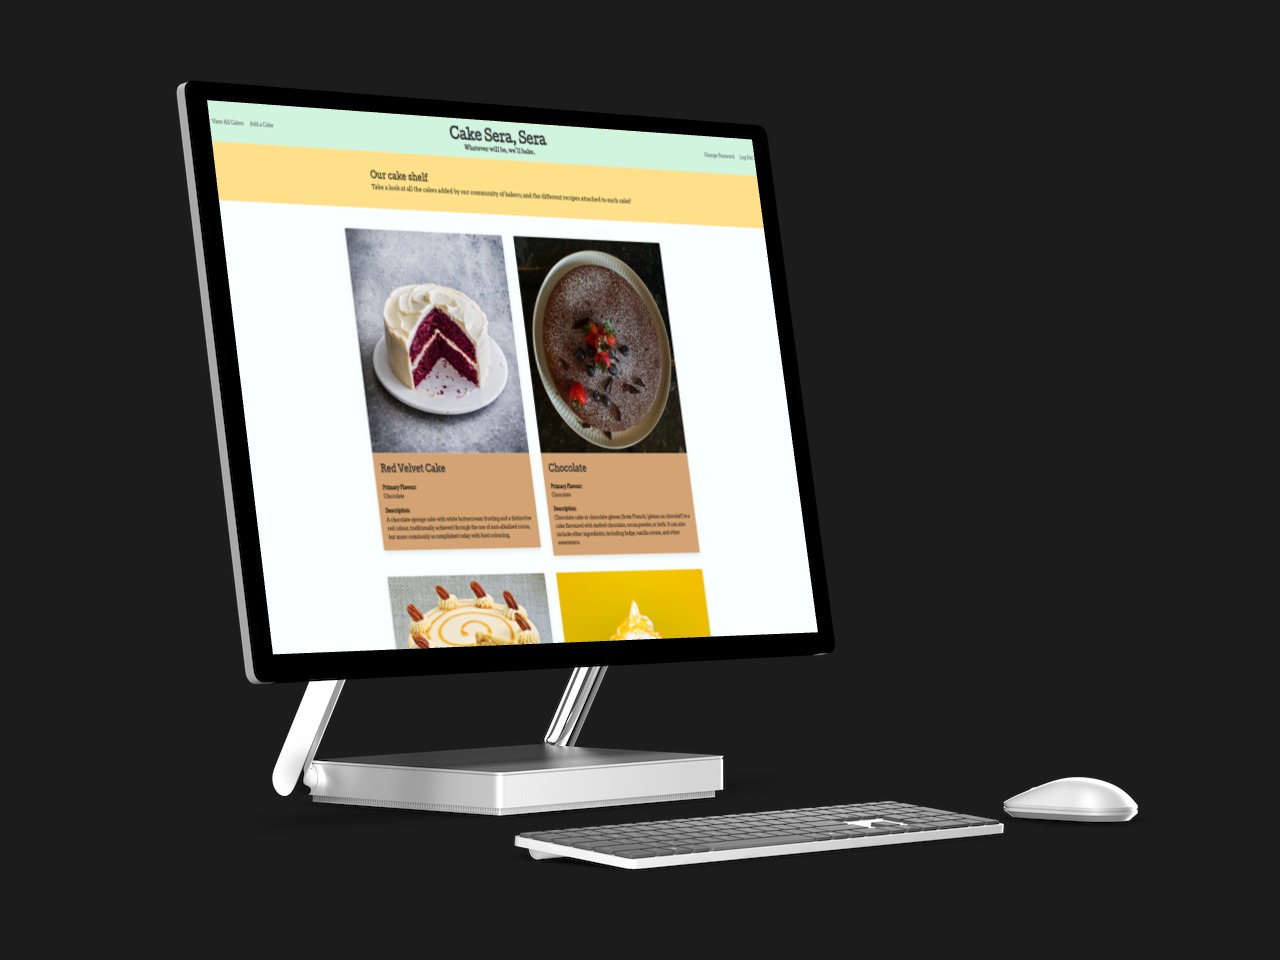 View All Cakes Add a Cake
Cake Sera, Sera
Whatever will be, we'll bake.
Change Password Log Out
Our cake shelf
Take a look at all the cakes added by our community of bakers, and the different recipes attached to each cake!
Red Velvet Cake
Primary Flavour:
Chocolate
Description:
A chocolate sponge cake with white buttercream frosting and a distinctive
red colour, traditionally achieved through the use of non-alkalised cocoa,
but more commonly accomplished today with food colouring.
Chocolate
Primary Flavour:
Chocolate
Description:
Chocolate cake or chocolate gâteau (from French, 'gâteau au chocolat') is a
cake flavoured with melted chocolate, cocoa powder, or both. It can also
include other ingredients, including fudge, vanilla creme, and other
sweeteners.